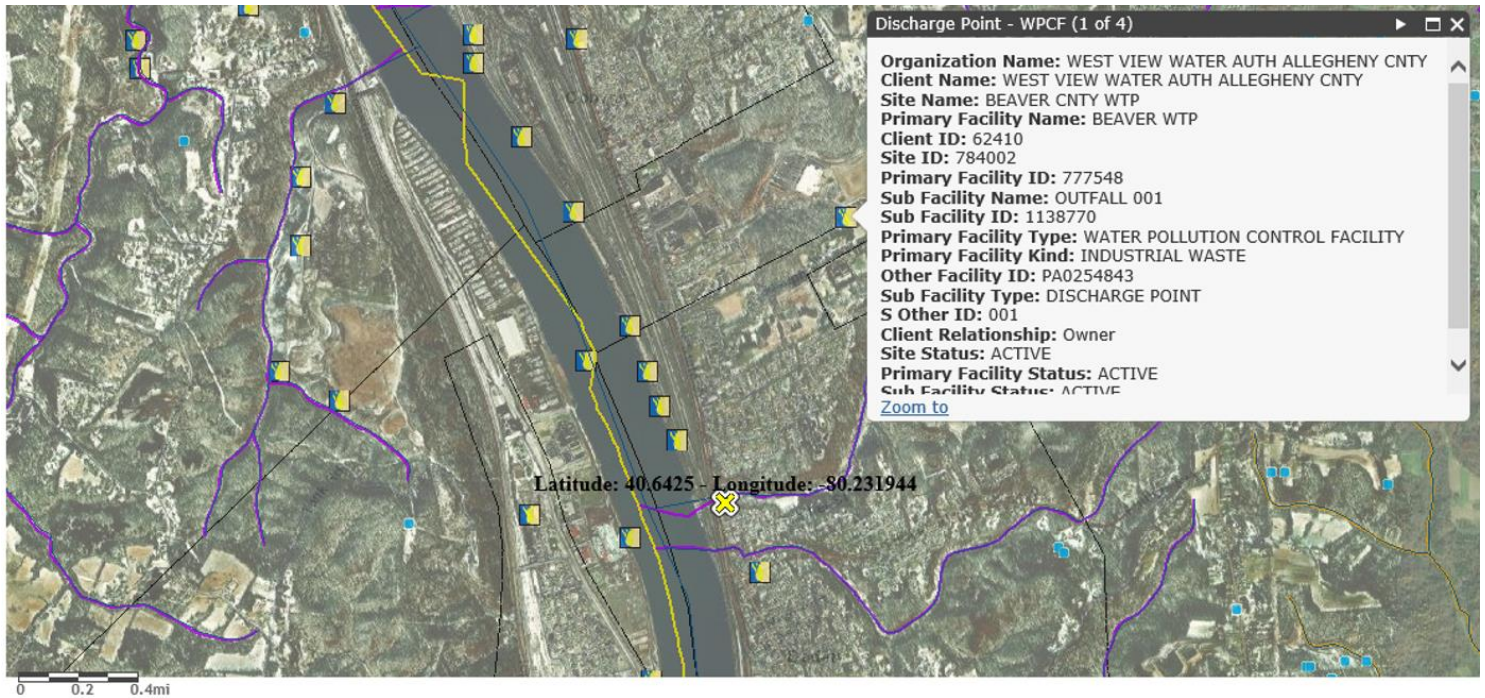 Discharge Point - WPCF (1 of 4)
Organization Name: WEST VIEW WATER AUTH ALLEGHENY CNTY
Client Name: WEST VIEW WATER AUTH ALLEGHENY CNTY
Site Name: BEAVER CNTY WTP
Primary Facility Name: BEAVER WTP
Client ID: 62410
Site ID: 784002
Primary Facility ID: 777548
Sub Facility Name: OUTFALL 001
Sub Facility ID: 1138770
Primary Facility Type: WATER POLLUTION CONTROL FACILITY
Primary Facility Kind: INDUSTRIAL WASTE
Other Facility ID: PA0254843
Sub Facility Type: DISCHARGE POINT
S Other ID: 001
Client Relationship: Owner
Site Status: ACTIVE
Primary Facility Status: ACTIVE
Sub Facility Status: ACTIVE
Zoom to
Latitude: 40.6425 - Longitude: -80.231944
0 0.2 0.4mi